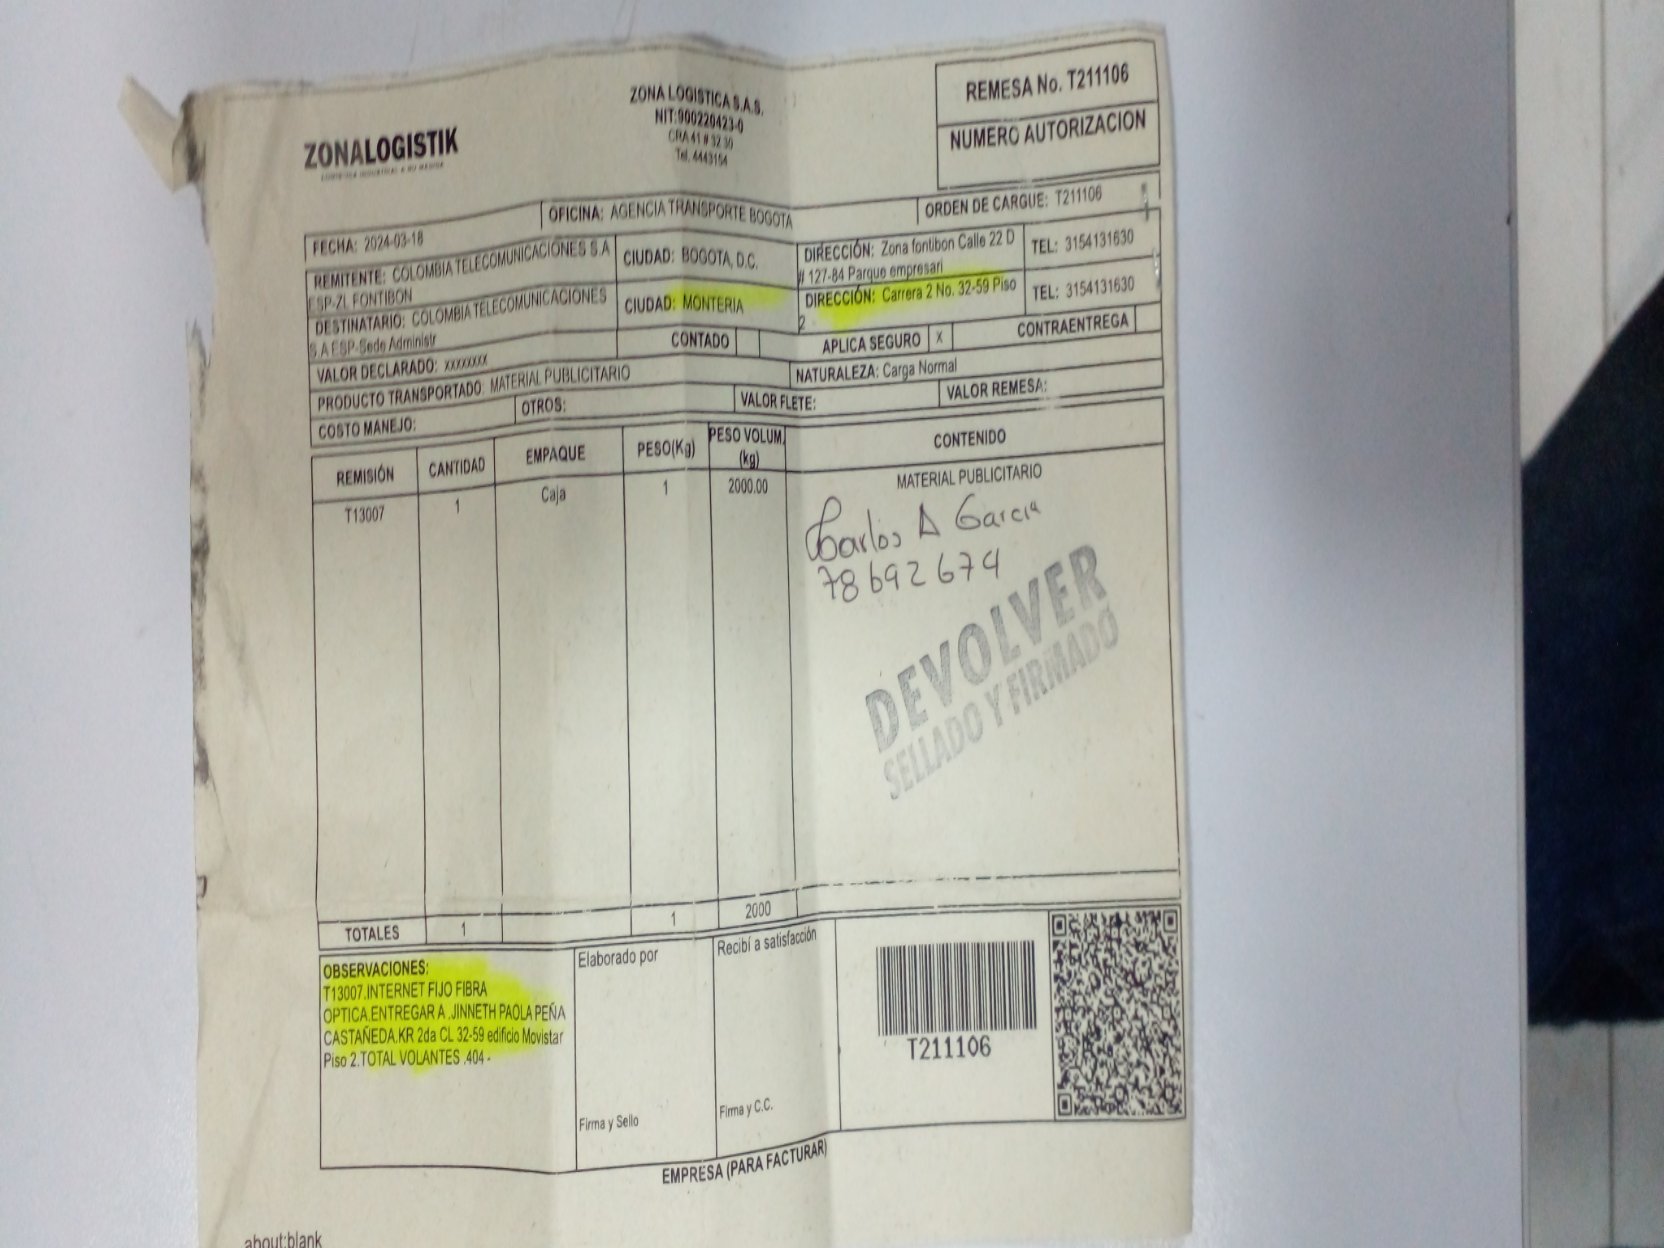 ZONALOGISTIK
ZONA LOGISTICA S.A.S.
NIT:900220423-0
CRA 41 # 32 30
Tel. 4443154
REMESA No. T211106
NUMERO AUTORIZACION
FECHA: 2024-03-18
OFICINA: AGENCIA TRANSPORTE BOGOTA
ORDEN DE CARGUE: T211106
REMITENTE: COLOMBIA TELECOMUNICACIONES S.A
ESP-ZL FONTIBON
CIUDAD: BOGOTA, D.C.
DIRECCIÓN: Zona fontibon Calle 22 D
# 127-84 Parque empresari
TEL: 3154131630
DESTINATARIO: COLOMBIA TELECOMUNICACIONES
S.A ESP-Sede Administr
CIUDAD: MONTERIA
DIRECCIÓN: Carrera 2 No. 32-59 Piso
2
TEL: 3154131630
VALOR DECLARADO: xxxxxxxx
CONTADO
APLICA SEGURO X
CONTRAENTREGA
PRODUCTO TRANSPORTADO: MATERIAL PUBLICITARIO
NATURALEZA: Carga Normal
COSTO MANEJO:
OTROS:
VALOR FLETE:
VALOR REMESA:
REMISIÓN CANTIDAD EMPAQUE PESO(Kg) PESO VOLUM. (kg) CONTENIDO
T13007 1 Caja 1 2000.00 MATERIAL PUBLICITARIO
Carlos A Garcia
78692674
DEVOLVER
SELLADO Y FIRMADO
TOTALES 1 1 2000
OBSERVACIONES:
T13007.INTERNET FIJO FIBRA
OPTICA.ENTREGAR A .JINNETH PAOLA PEÑA
CASTAÑEDA.KR 2da CL 32-59 edificio Movistar
Piso 2.TOTAL VOLANTES .404 .
Elaborado por
Firma y Sello
Recibí a satisfacción
Firma y C.C.
T211106
EMPRESA (PARA FACTURAR)
about:blank